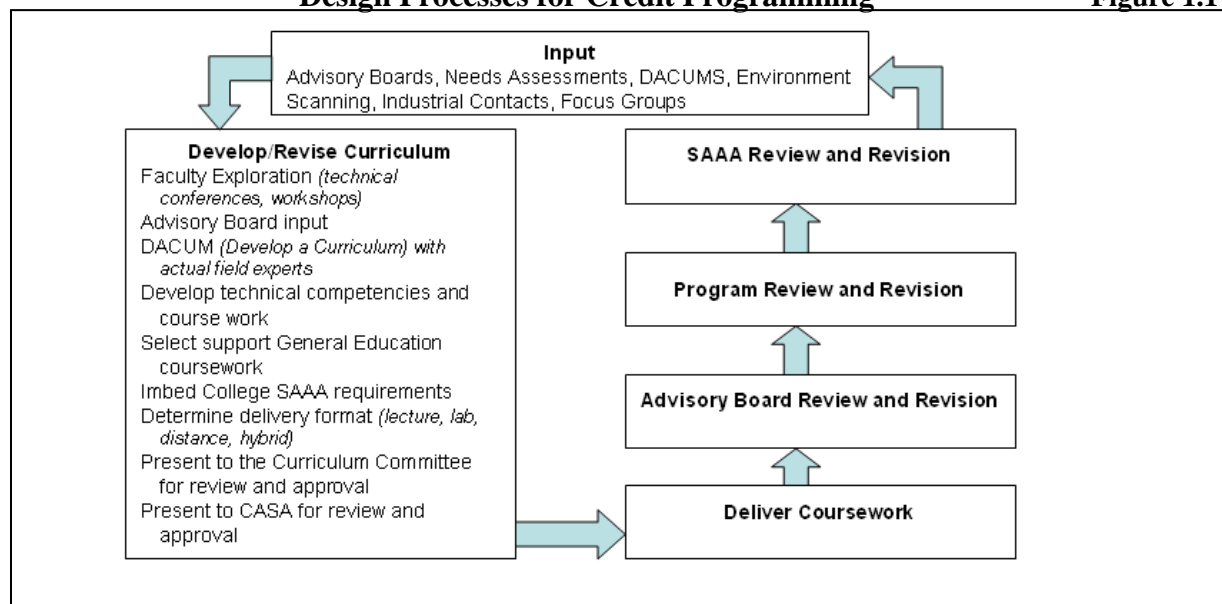 Design Processes for Credit Programming Figure 1.1
Input
Advisory Boards, Needs Assessments, DACUMS, Environment
Scanning, Industrial Contacts, Focus Groups
Develop/Revise Curriculum
Faculty Exploration (technical
conferences, workshops)
Advisory Board input
DACUM (Develop a Curriculum) with
actual field experts
Develop technical competencies and
course work
Select support General Education
coursework
Imbed College SAAA requirements
Determine delivery format (lecture, lab,
distance, hybrid)
Present to the Curriculum Committee
for review and approval
Present to CASA for review and
approval
SAAA Review and Revision
Program Review and Revision
Advisory Board Review and Revision
Deliver Coursework